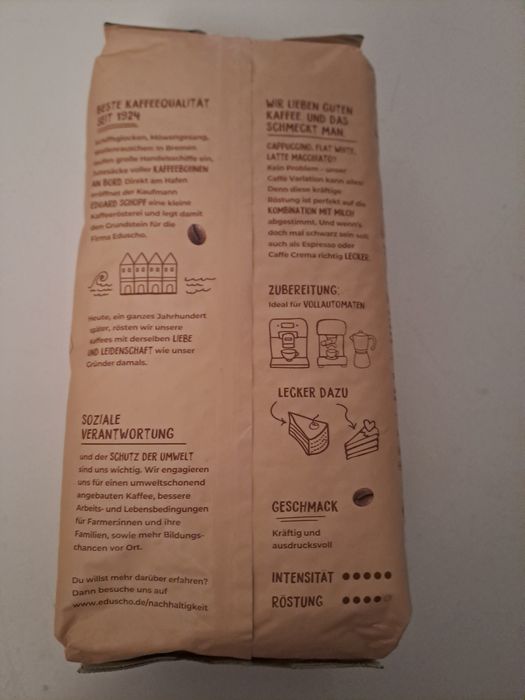 BESTE KAFFEEQUALITÄT
SEIT 1924
Schiffsglocken, Möwengesang,
Wellenrauschen: In Bremen
laufen große Handelsschiffe ein,
Jutesäcke voller KAFFEEBOHNEN
AN BORD. Direkt am Hafen
eröffnet der Kaufmann
EDUARD SCHOPF eine kleine
Kaffeerösterei und legt damit
den Grundstein für die
Firma Eduscho.
Heute, ein ganzes Jahrhundert
später, rösten wir unsere
Kaffees mit derselben LIEBE
UND LEIDENSCHAFT wie unser
Gründer damals.
SOZIALE
VERANTWORTUNG
und der SCHUTZ DER UMWELT
sind uns wichtig. Wir engagieren
uns für einen umweltschonend
angebauten Kaffee, bessere
Arbeits- und Lebensbedingungen
für Farmer:innen und ihre
Familien, sowie mehr Bildungs-
chancen vor Ort.
Du willst mehr darüber erfahren?
Dann besuche uns auf
www.eduscho.de/nachhaltigkeit
WIR LIEBEN GUTEN
KAFFEE. UND DAS
SCHMECKT MAN.
CAPPUCCINO, FLAT WHITE,
LATTE MACCHIATO?
Kein Problem – unser
Caffè Variation kann alles!
Denn diese kräftige
Röstung ist perfekt auf die
KOMBINATION MIT MILCH
abgestimmt. Und wenn's
doch mal schwarz sein soll:
auch als Espresso oder
Caffè Crema richtig LECKER.
ZUBEREITUNG:
Ideal für VOLLAUTOMATEN
LECKER DAZU
GESCHMACK
Kräftig und
ausdrucksvoll
INTENSITÄT
RÖSTUNG